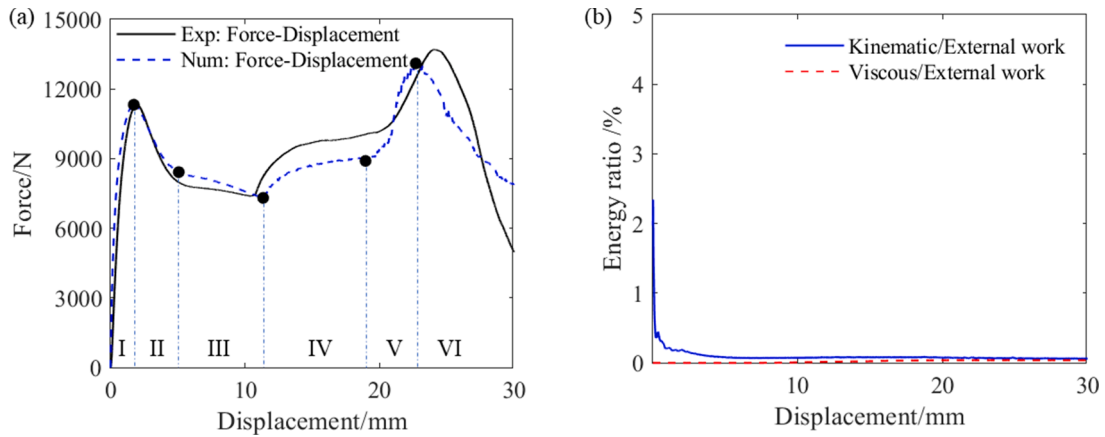 (a)
15000
12000
9000
6000
3000
0
Force/N
Exp: Force-Displacement
Num: Force-Displacement
I II III IV V VI
0 10 20 30
Displacement/mm
(b)
5
4
3
2
1
0
Energy ratio /%
Kinematic/External work
Viscous/External work
10 20 30
Displacement/mm